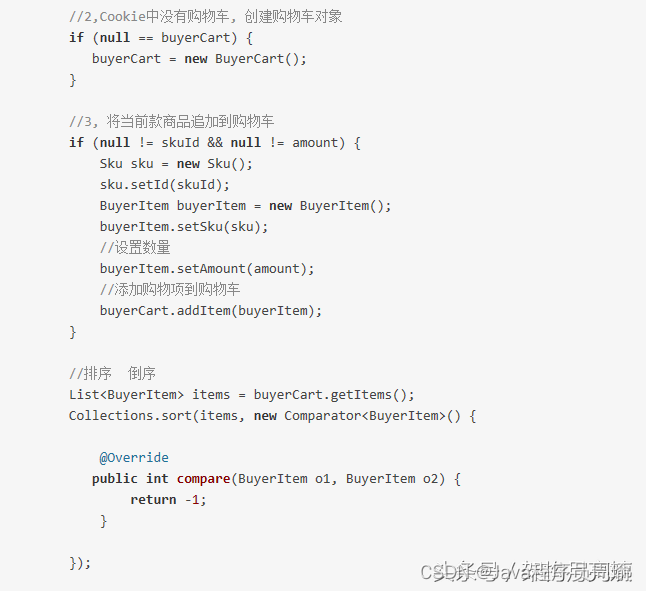 //2,Cookie中没有购物车, 创建购物车对象
if (null == buyerCart) {
buyerCart = new BuyerCart();
}
//3, 将当前款商品追加到购物车
if (null != skuId && null != amount) {
Sku sku = new Sku();
sku.setId(skuId);
BuyerItem buyerItem = new BuyerItem();
buyerItem.setSku(sku);
//设置数量
buyerItem.setAmount(amount);
//添加购物项到购物车
buyerCart.addItem(buyerItem);
}
//排序  倒序
List<BuyerItem> items = buyerCart.getItems();
Collections.sort(items, new Comparator<BuyerItem>() {
@Override
public int compare(BuyerItem o1, BuyerItem o2) {
return -1;
}
});